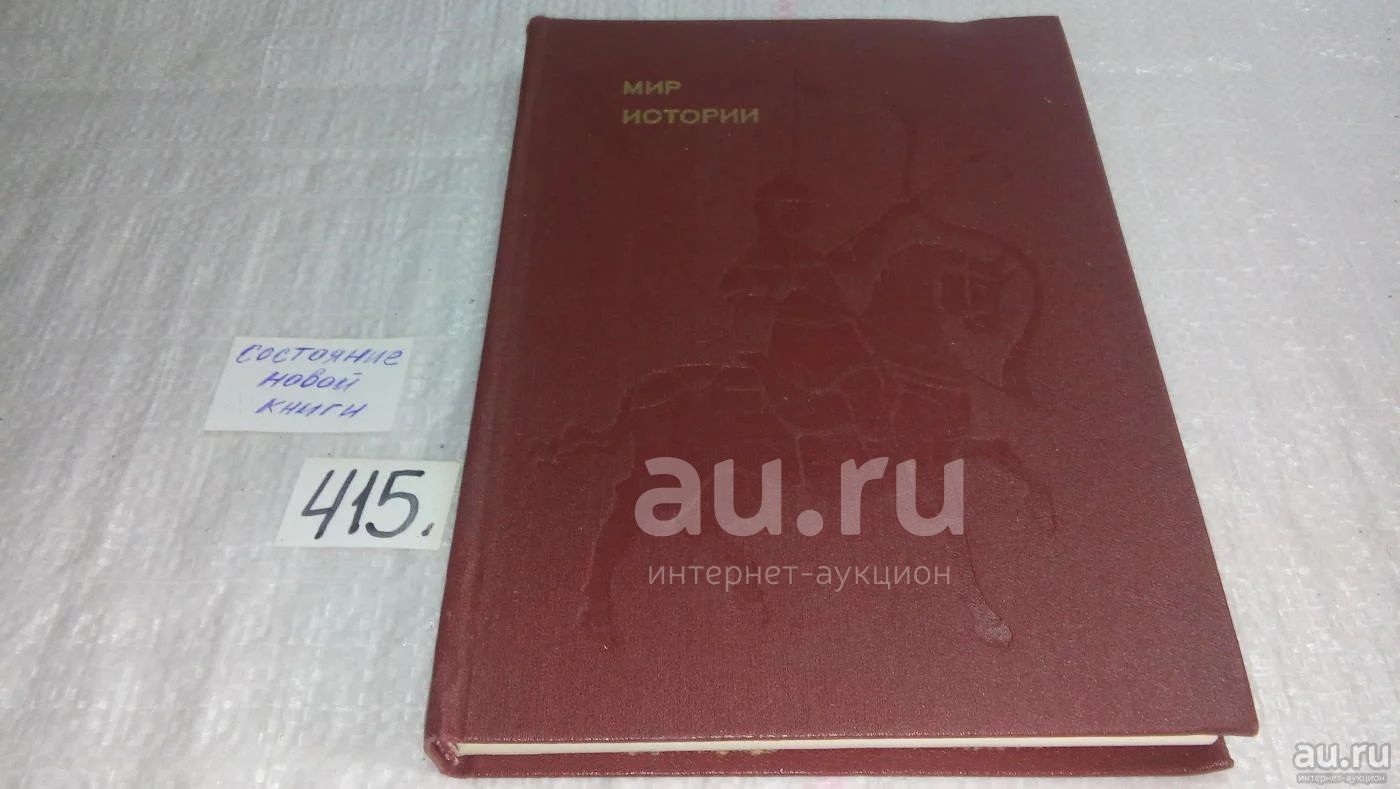 МИР
ИСТОРИИ
состояние
новой
книги
415.
au.ru
интернет-аукцион
au.ru
интернет-аукцион